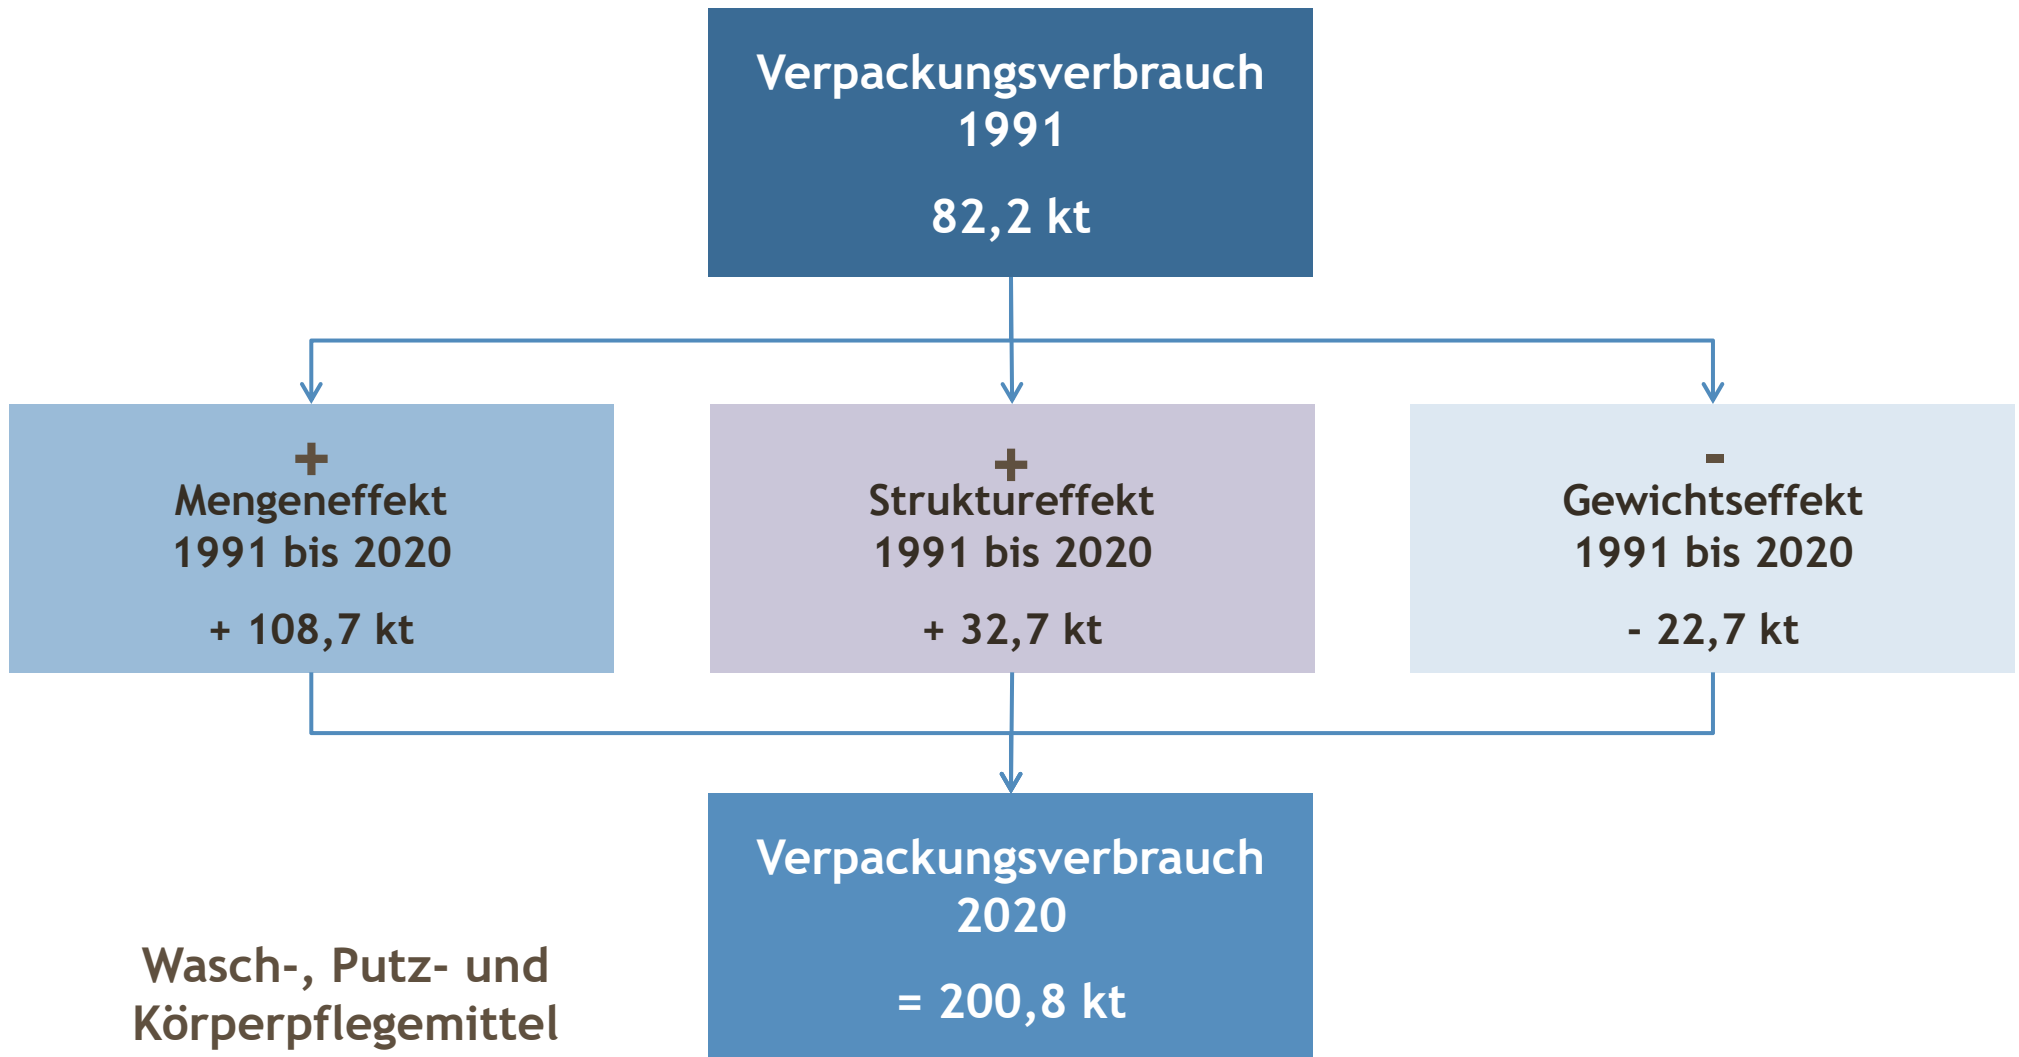 Verpackungsverbrauch
1991
82,2 kt
+
Mengeneffekt
1991 bis 2020
+ 108,7 kt
+
Struktureffekt
1991 bis 2020
+ 32,7 kt
-
Gewichtseffekt
1991 bis 2020
- 22,7 kt
Verpackungsverbrauch
2020
= 200,8 kt
Wasch-, Putz- und
Körperpflegemittel